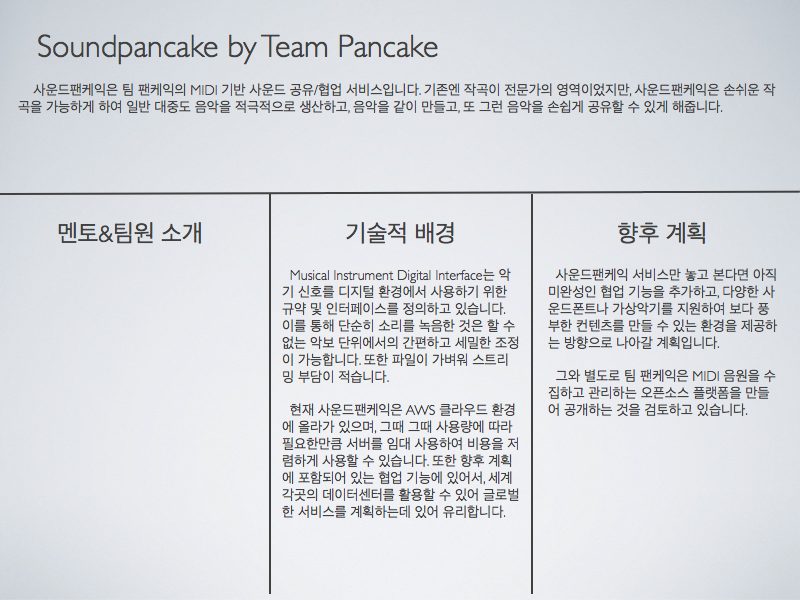 Soundpancake by Team Pancake
사운드팬케익은 팀 팬케익의 MIDI 기반 사운드 공유/협업 서비스입니다. 기존엔 작곡이 전문가의 영역이었지만, 사운드팬케익은 손쉬운 작
곡을 가능하게 하여 일반 대중도 음악을 적극적으로 생산하고, 음악을 같이 만들고, 또 그런 음악을 손쉽게 공유할 수 있게 해줍니다.
멘토&팀원 소개
기술적 배경
Musical Instrument Digital Interface는 악
기 신호를 디지털 환경에서 사용하기 위한
규약 및 인터페이스를 정의하고 있습니다.
이를 통해 단순히 소리를 녹음한 것은 할 수
없는 악보 단위에서의 간편하고 세밀한 조정
이 가능합니다. 또한 파일이 가벼워 스트리
밍 부담이 적습니다.
현재 사운드팬케익은 AWS 클라우드 환경
에 올라가 있으며, 그때 그때 사용량에 따라
필요한만큼 서버를 임대 사용하여 비용을 저
렴하게 사용할 수 있습니다. 또한 향후 계획
에 포함되어 있는 협업 기능에 있어서, 세계
각곳의 데이터센터를 활용할 수 있어 글로벌
한 서비스를 계획하는데 있어 유리합니다.
향후 계획
사운드팬케익 서비스만 놓고 본다면 아직
미완성인 협업 기능을 추가하고, 다양한 사
운드폰트나 가상악기를 지원하여 보다 풍
부한 컨텐츠를 만들 수 있는 환경을 제공하
는 방향으로 나아갈 계획입니다.
그와 별도로 팀 팬케익은 MIDI 음원을 수
집하고 관리하는 오픈소스 플랫폼을 만들
어 공개하는 것을 검토하고 있습니다.